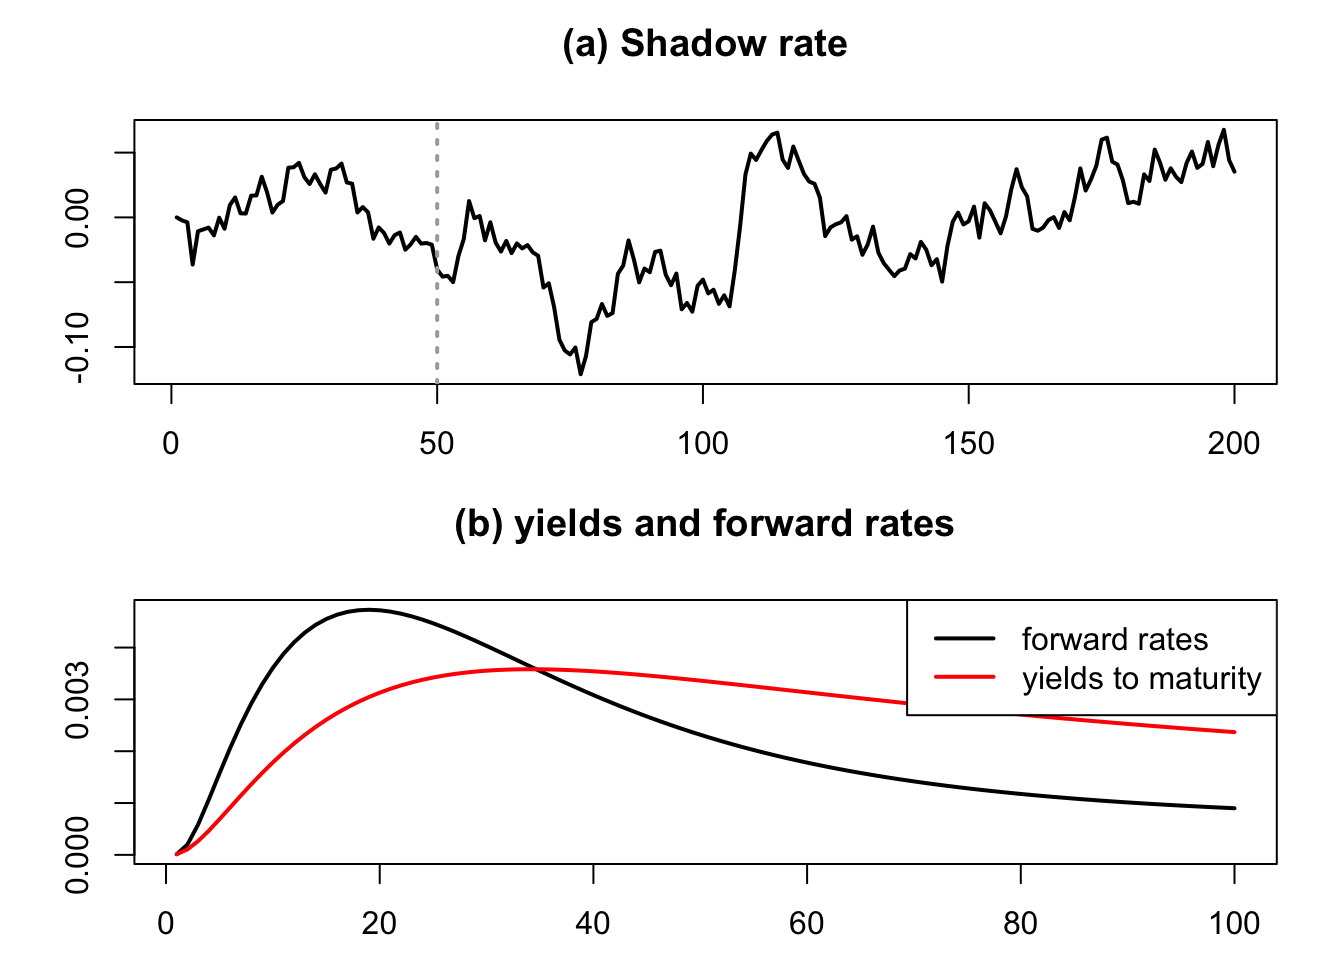 (a) Shadow rate
0.00
-0.10
0 50 100 150 200
(b) yields and forward rates
forward rates
yields to maturity
0.003
0.000
0 20 40 60 80 100